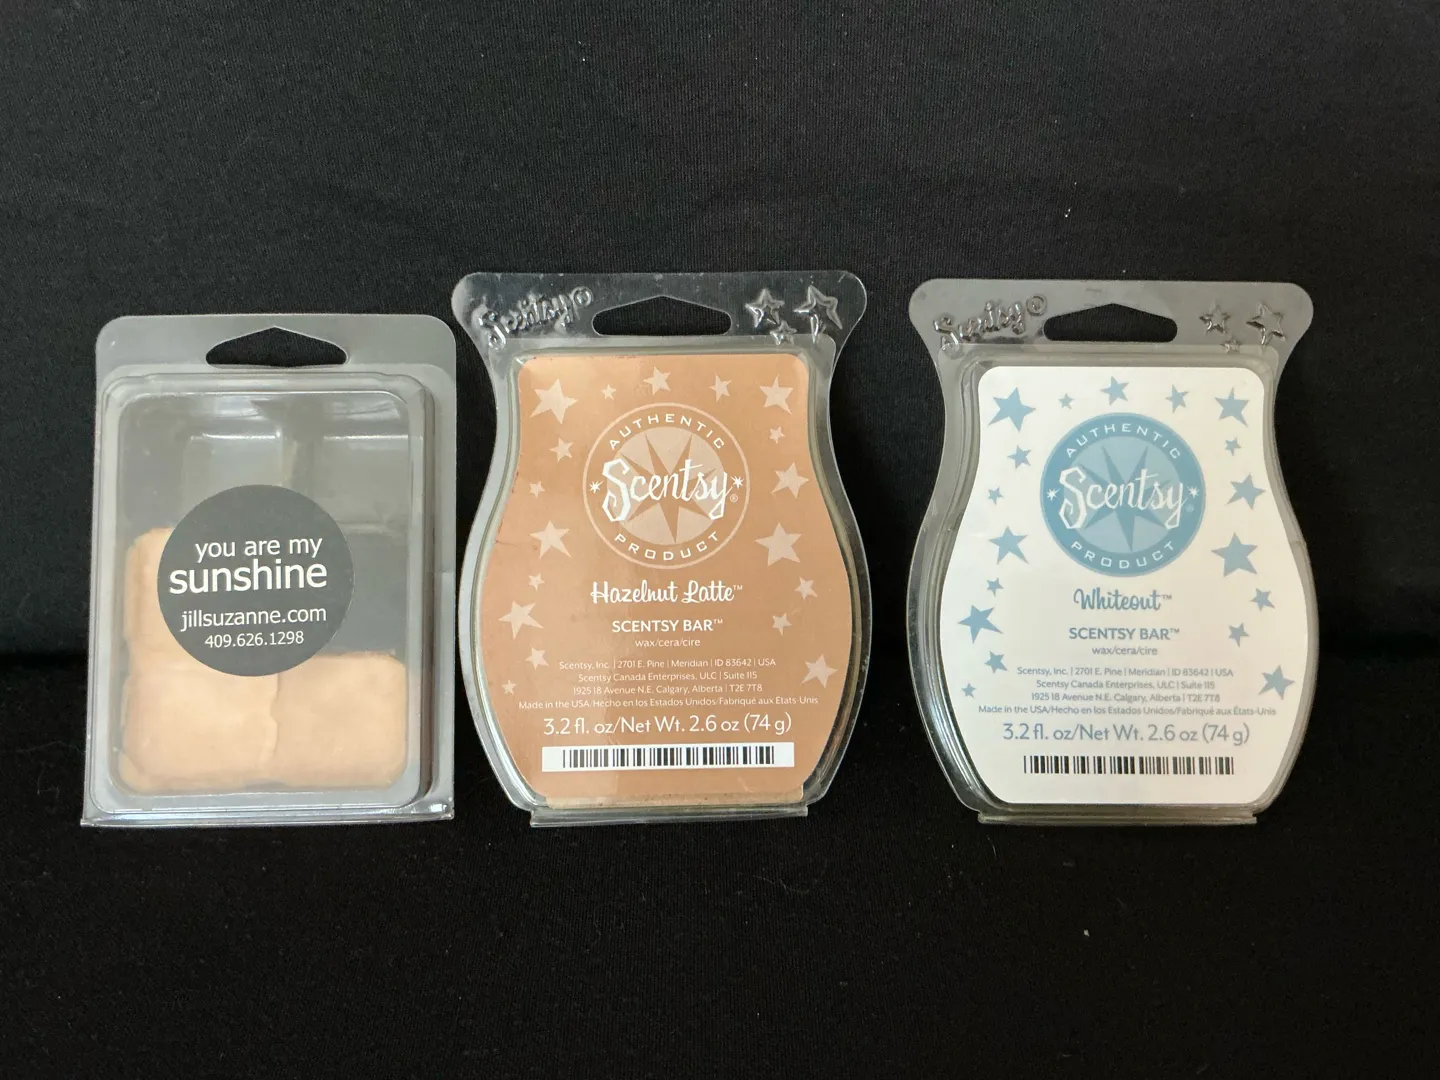 you are my
sunshine
jillsuzanne.com
409.626.1298
Scentsy®
AUTHENTIC
Scentsy®
PRODUCT
Hazelnut Latte™
SCENTSY BAR™
wax/cera/cire
Scentsy, Inc. | 2701 E. Pine | Meridian | ID 83642 | USA
Scentsy Canada Enterprises, ULC | Suite 115
1925 18 Avenue N.E. Calgary, Alberta | T2E 7T8
Made in the USA/Hecho en los Estados Unidos/Fabriqué aux États-Unis
3.2 fl. oz/Net Wt. 2.6 oz (74 g)
Scentsy®
AUTHENTIC
Scentsy®
PRODUCT
Whiteout™
SCENTSY BAR™
wax/cera/cire
Scentsy, Inc. | 2701 E. Pine | Meridian | ID 83642 | USA
Scentsy Canada Enterprises, ULC | Suite 115
1925 18 Avenue N.E. Calgary, Alberta | T2E 7T8
Made in the USA/Hecho en los Estados Unidos/Fabriqué aux États-Unis
3.2 fl. oz/Net Wt. 2.6 oz (74 g)